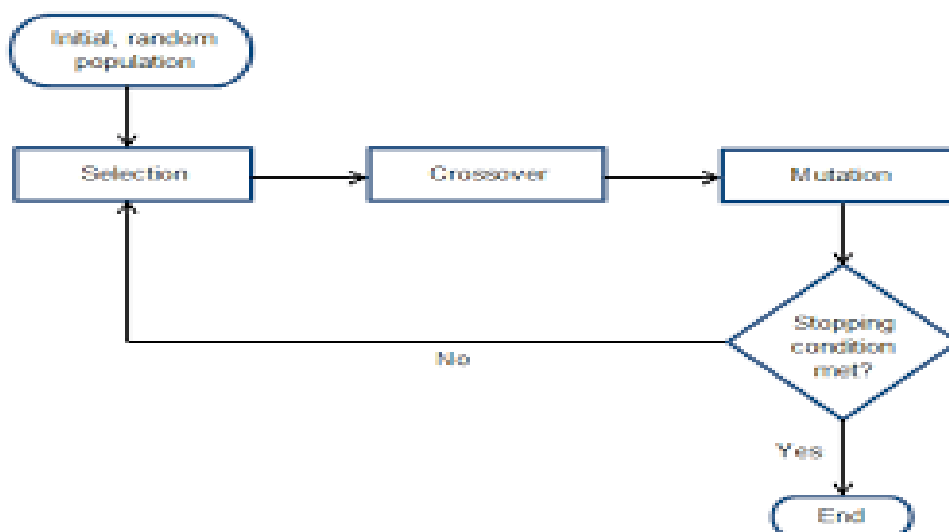 Initial, random
population
Selection
Crossover
Mutation
Stopping
condition
met?
No
Yes
End